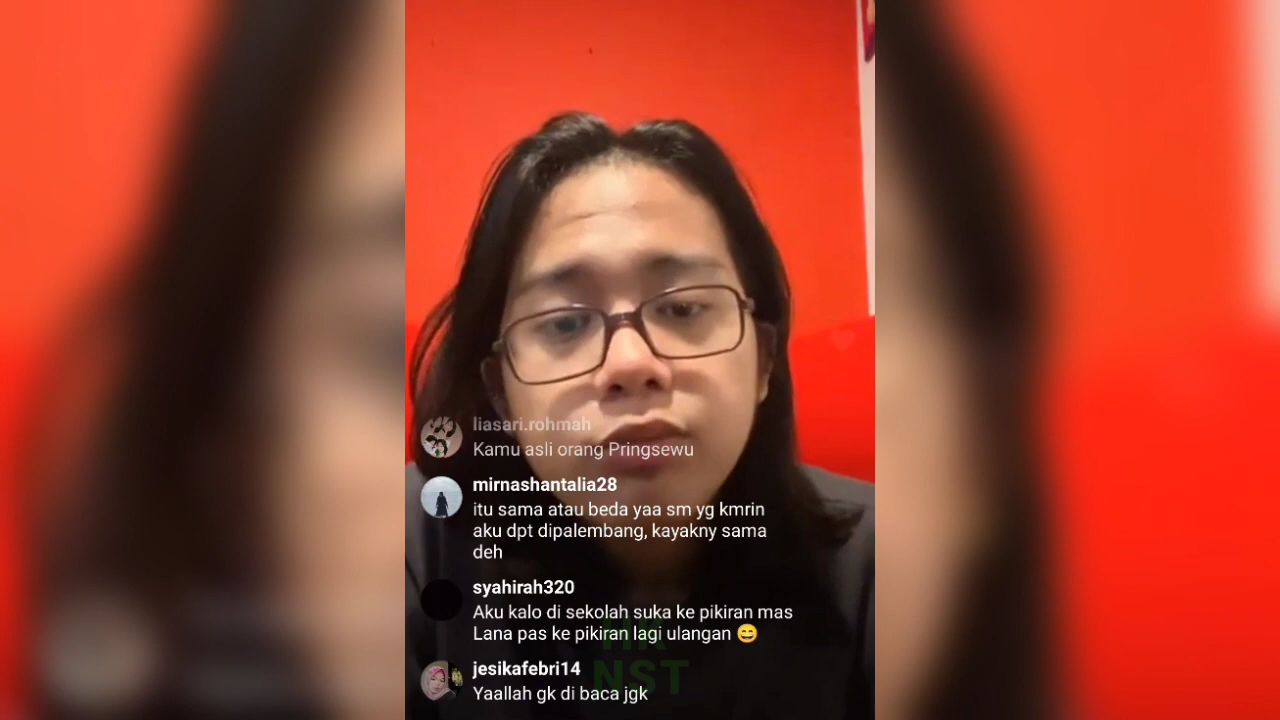 liasari.rohmah
Kamu asli orang Pringsewu
mirnashantalia28
itu sama atau beda yaa sm yg kmrin
aku dpt dipalembang, kayakny sama
deh
syahirah320
Aku kalo di sekolah suka ke pikiran mas
Lana pas ke pikiran lagi ulangan 😄
HK
NST
jesikafebri14
Yaallah gk di baca jgk